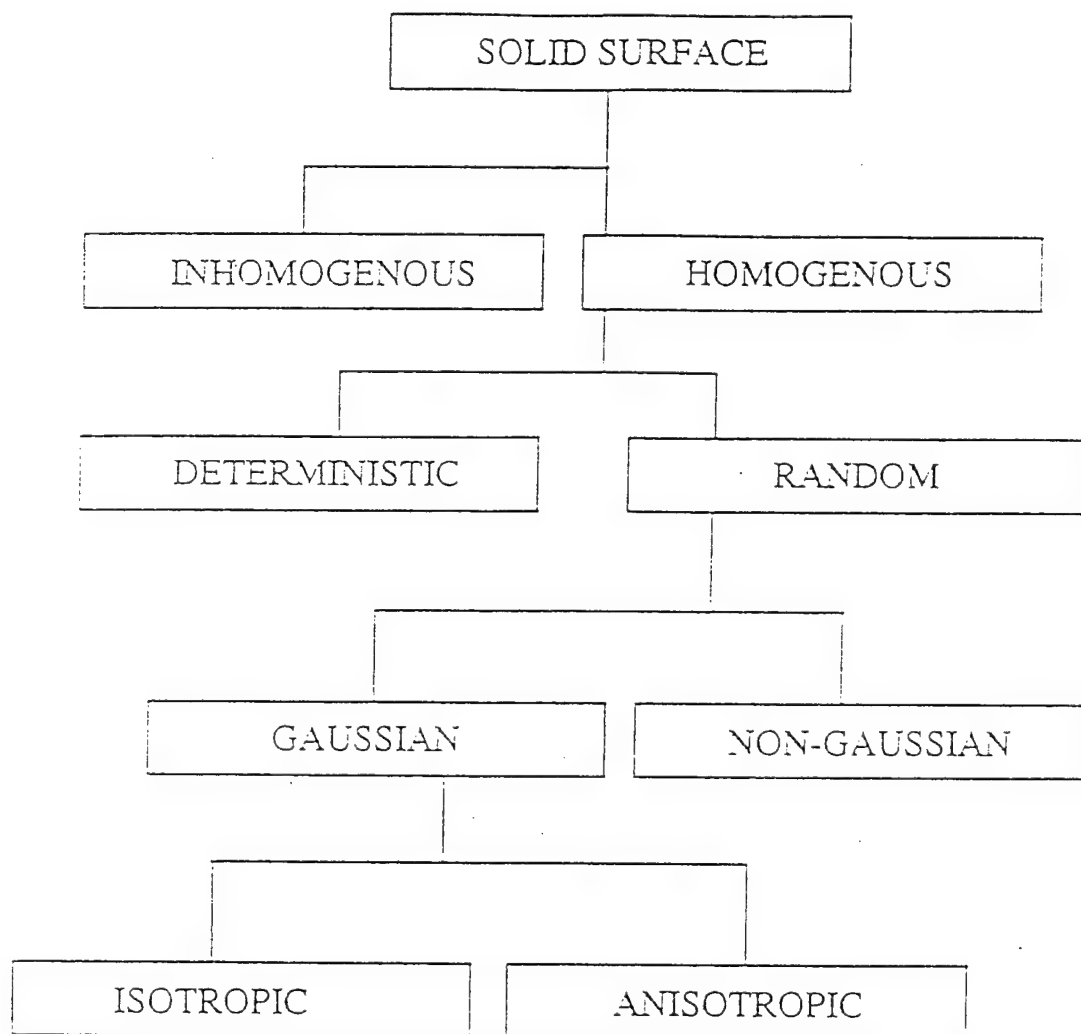 SOLID SURFACE
INHOMOGENOUS
HOMOGENOUS
DETERMINISTIC
RANDOM
GAUSSIAN
NON-GAUSSIAN
ISOTROPIC
ANISOTROPIC